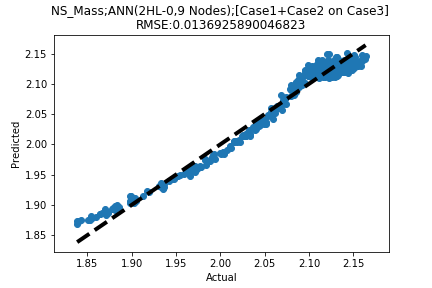 NS_Mass;ANN(2HL-0,9 Nodes);[Case1+Case2 on Case3]
RMSE:0.0136925890046823
2.15
2.10
2.05
2.00
1.95
1.90
1.85
Predicted
1.85 1.90 1.95 2.00 2.05 2.10 2.15
Actual